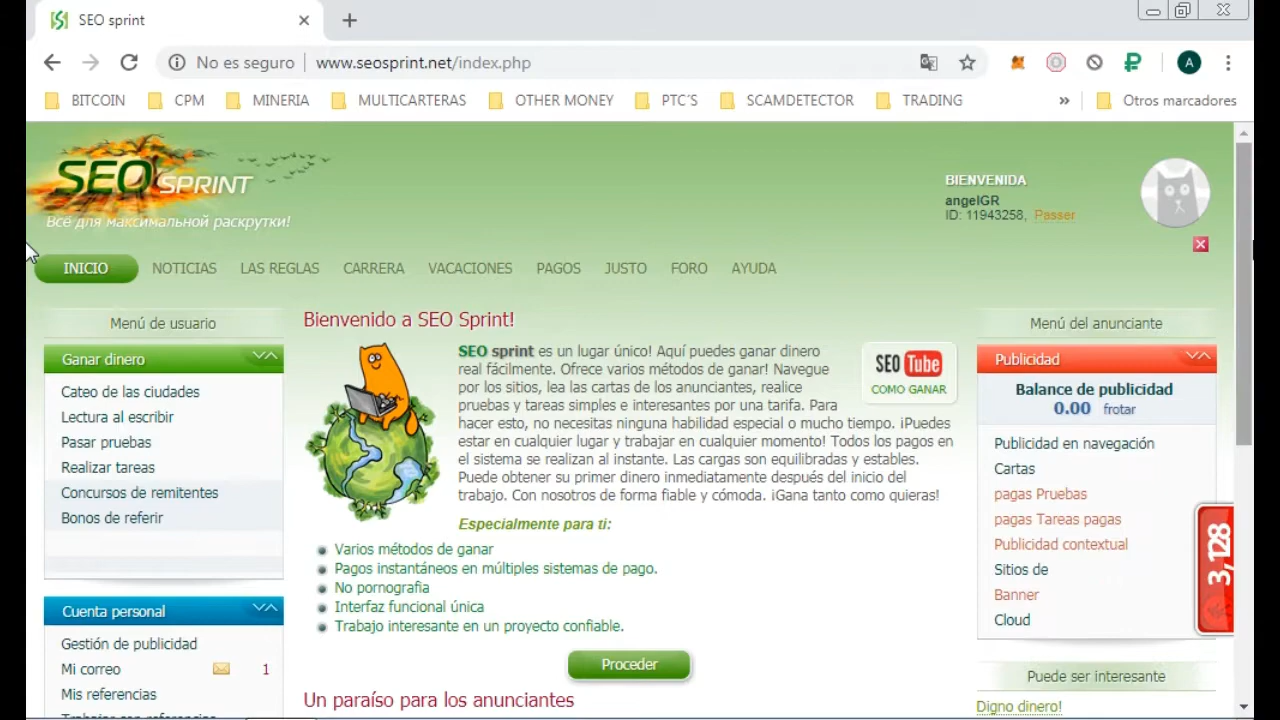 SEO sprint
No es seguro
www.seosprint.net/index.php
A
BITCOIN
CPM
MINERIA
MULTICARTERAS
OTHER MONEY
PTC´S
SCAMDETECTOR
TRADING
»
Otros marcadores
SEO SPRINT
Всё для максимальной раскрутки!
BIENVENIDA
angelGR
ID: 11943258, Passer
INICIO
NOTICIAS
LAS REGLAS
CARRERA
VACACIONES
PAGOS
JUSTO
FORO
AYUDA
Menú de usuario
Ganar dinero
Cateo de las ciudades
Lectura al escribir
Pasar pruebas
Realizar tareas
Concursos de remitentes
Bonos de referir
Cuenta personal
Gestión de publicidad
Mi correo 1
Mis referencias
Trabajar con referencias
Bienvenido a SEO Sprint!
SEO sprint es un lugar único! Aquí puedes ganar dinero
real fácilmente. Ofrece varios métodos de ganar! Navegue
por los sitios, lea las cartas de los anunciantes, realice
pruebas y tareas simples e interesantes por una tarifa. Para
hacer esto, no necesitas ninguna habilidad especial o mucho tiempo. ¡Puedes
estar en cualquier lugar y trabajar en cualquier momento! Todos los pagos en
el sistema se realizan al instante. Las cargas son equilibradas y estables.
Puede obtener su primer dinero inmediatamente después del inicio del
trabajo. Con nosotros de forma fiable y cómoda. ¡Gana tanto como quieras!
SEO Tube
COMO GANAR
Especialmente para ti:
Varios métodos de ganar
Pagos instantáneos en múltiples sistemas de pago.
No pornografia
Interfaz funcional única
Trabajo interesante en un proyecto confiable.
Proceder
Un paraíso para los anunciantes
Menú del anunciante
Publicidad
Balance de publicidad
0.00 frotar
Publicidad en navegación
Cartas
pagas Pruebas
pagas Tareas pagas
Publicidad contextual
Sitios de
Banner
Cloud
3,128
Puede ser interesante
Digno dinero!